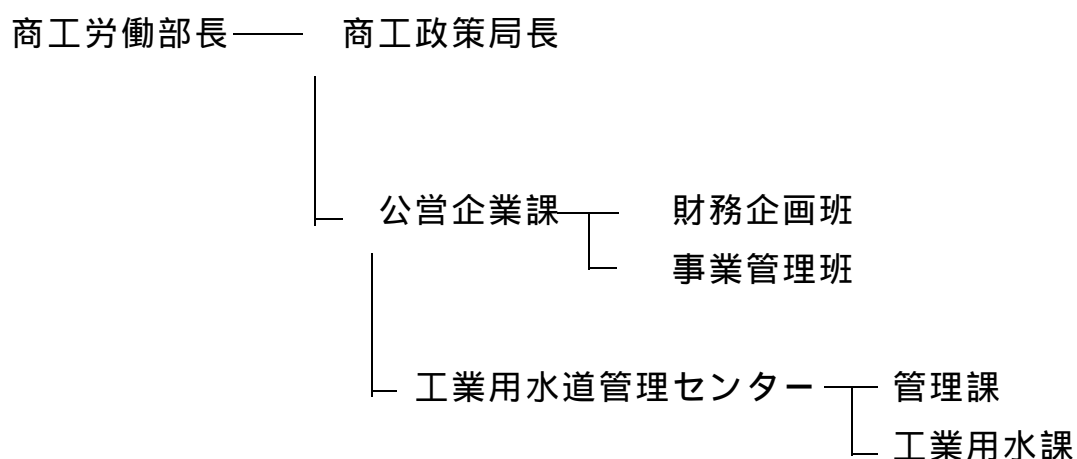 商工労働部長 商工政策局長
公営企業課 財務企画班
事業管理班
工業用水道管理センター 管理課
工業用水課